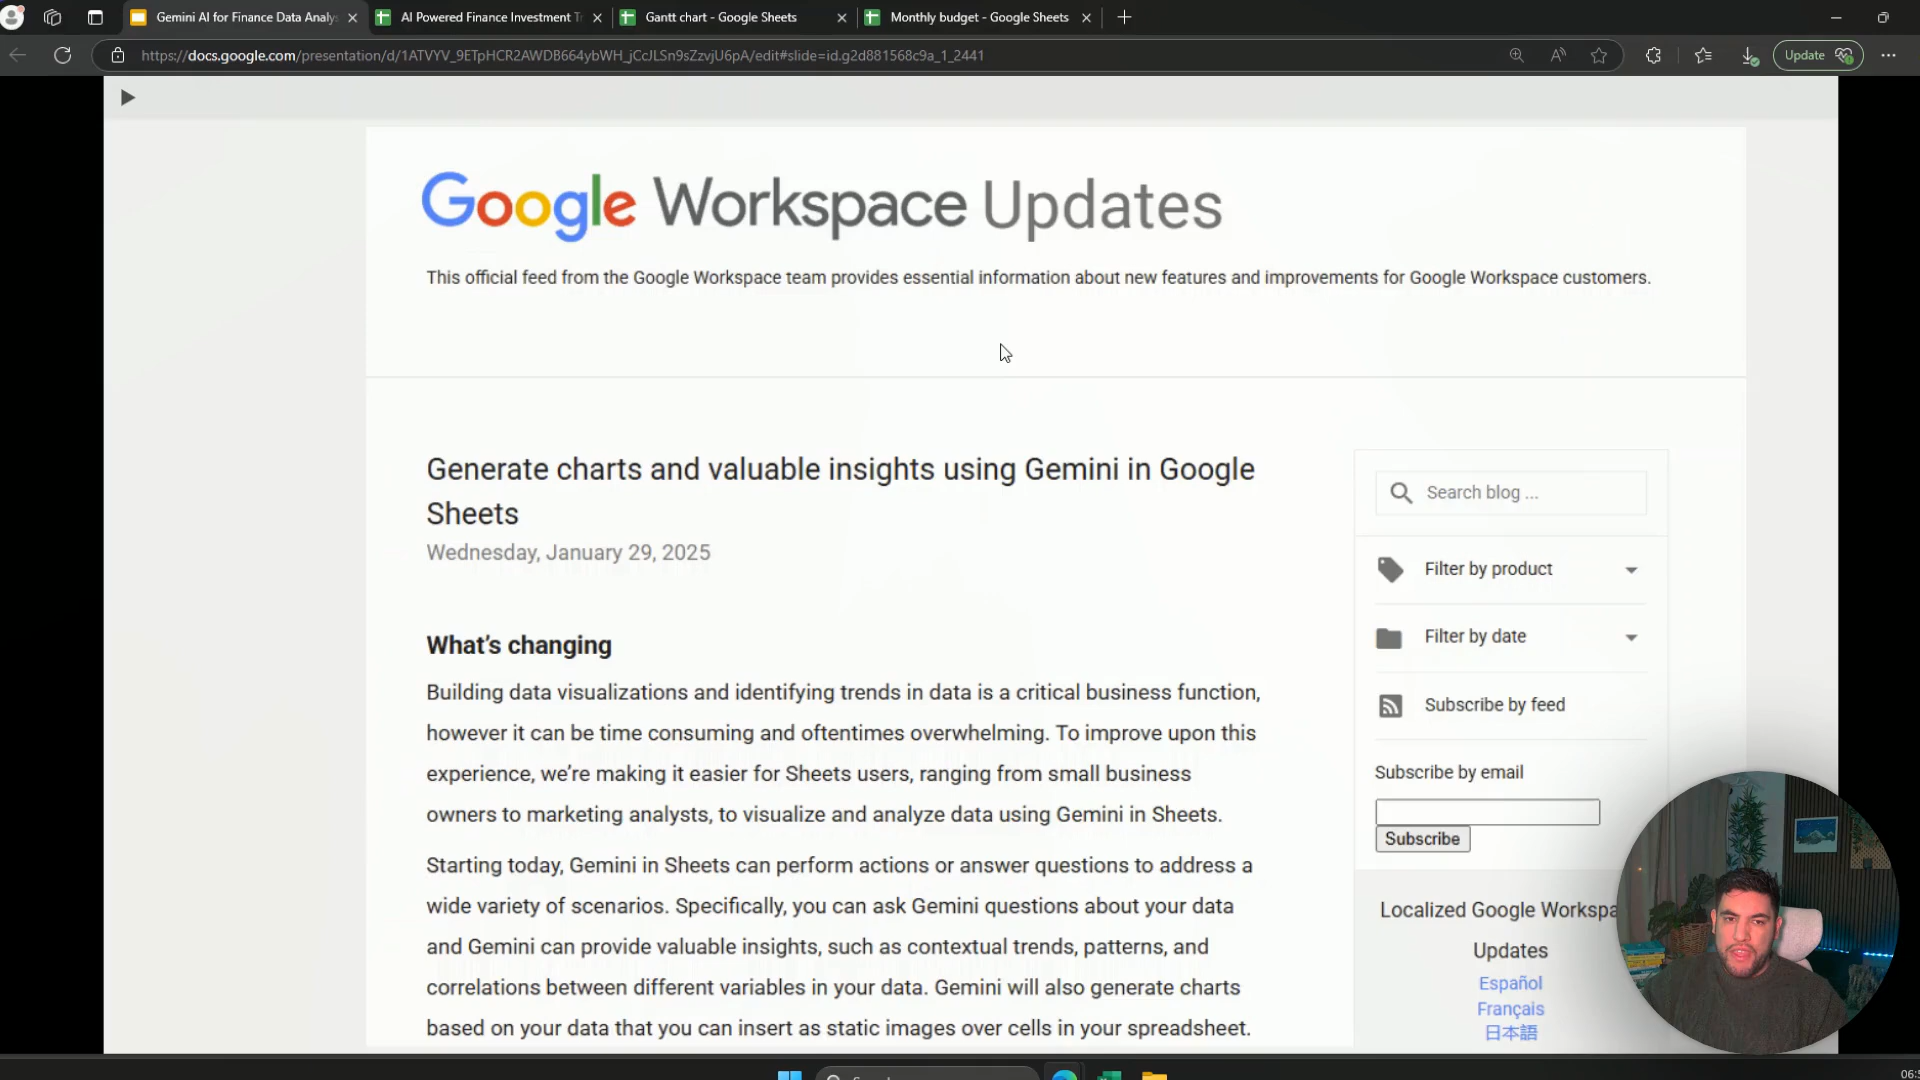 Gemini AI for Finance Data Analys
AI Powered Finance Investment Tr
Gantt chart - Google Sheets
Monthly budget - Google Sheets
https://docs.google.com/presentation/d/1ATVYV_9ETpHCR2AWDB664ybWH_jCcJLSn9sZzvjU6pA/edit#slide=id.g2d881568c9a_1_2441
Update
Google Workspace Updates
This official feed from the Google Workspace team provides essential information about new features and improvements for Google Workspace customers.
Generate charts and valuable insights using Gemini in Google
Sheets
Wednesday, January 29, 2025
What's changing
Building data visualizations and identifying trends in data is a critical business function,
however it can be time consuming and oftentimes overwhelming. To improve upon this
experience, we're making it easier for Sheets users, ranging from small business
owners to marketing analysts, to visualize and analyze data using Gemini in Sheets.
Starting today, Gemini in Sheets can perform actions or answer questions to address a
wide variety of scenarios. Specifically, you can ask Gemini questions about your data
and Gemini can provide valuable insights, such as contextual trends, patterns, and
correlations between different variables in your data. Gemini will also generate charts
based on your data that you can insert as static images over cells in your spreadsheet.
Search blog ...
Filter by product
Filter by date
Subscribe by feed
Subscribe by email
Subscribe
Localized Google Workspa
Updates
Español
Français
日本語